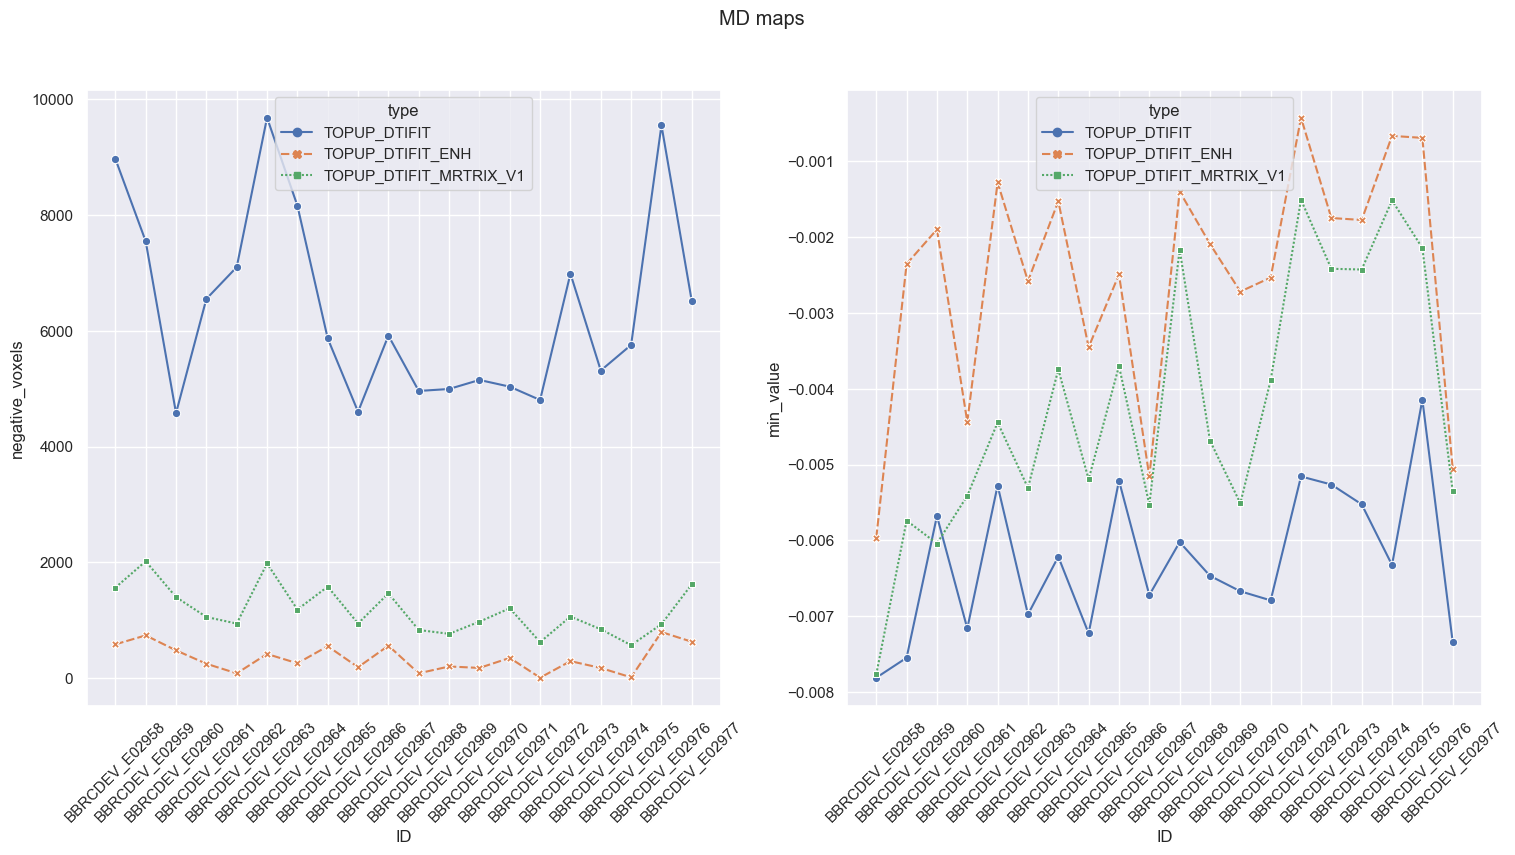 MD maps
negative_voxels
10000
8000
6000
4000
2000
0
type
TOPUP_DTIFIT
TOPUP_DTIFIT_ENH
TOPUP_DTIFIT_MRTRIX_V1
BBRCDEV_E02958
BBRCDEV_E02959
BBRCDEV_E02960
BBRCDEV_E02961
BBRCDEV_E02962
BBRCDEV_E02963
BBRCDEV_E02964
BBRCDEV_E02965
BBRCDEV_E02966
BBRCDEV_E02967
BBRCDEV_E02968
BBRCDEV_E02969
BBRCDEV_E02970
BBRCDEV_E02971
BBRCDEV_E02972
BBRCDEV_E02973
BBRCDEV_E02974
BBRCDEV_E02975
BBRCDEV_E02976
BBRCDEV_E02977
ID
min_value
−0.001
−0.002
−0.003
−0.004
−0.005
−0.006
−0.007
−0.008
type
TOPUP_DTIFIT
TOPUP_DTIFIT_ENH
TOPUP_DTIFIT_MRTRIX_V1
BBRCDEV_E02958
BBRCDEV_E02959
BBRCDEV_E02960
BBRCDEV_E02961
BBRCDEV_E02962
BBRCDEV_E02963
BBRCDEV_E02964
BBRCDEV_E02965
BBRCDEV_E02966
BBRCDEV_E02967
BBRCDEV_E02968
BBRCDEV_E02969
BBRCDEV_E02970
BBRCDEV_E02971
BBRCDEV_E02972
BBRCDEV_E02973
BBRCDEV_E02974
BBRCDEV_E02975
BBRCDEV_E02976
BBRCDEV_E02977
ID